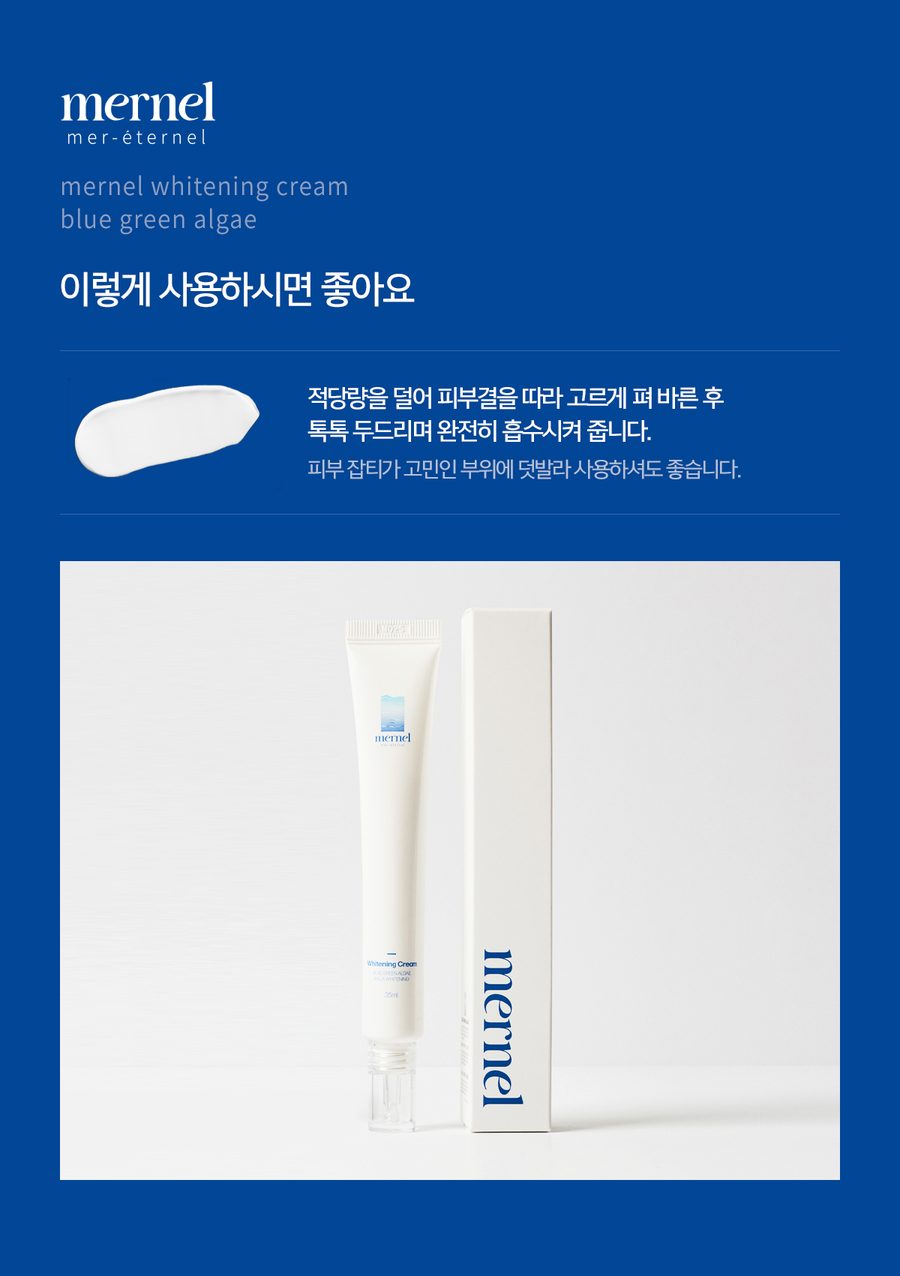 mernel
mer-éternel
mernel whitening cream
blue green algae
이렇게 사용하시면 좋아요
적당량을 덜어 피부결을 따라 고르게 펴 바른 후
톡톡 두드리며 완전히 흡수시켜 줍니다.
피부 잡티가 고민인 부위에 덧발라 사용하셔도 좋습니다.
mernel
Whitening Cream
35ml
mernel